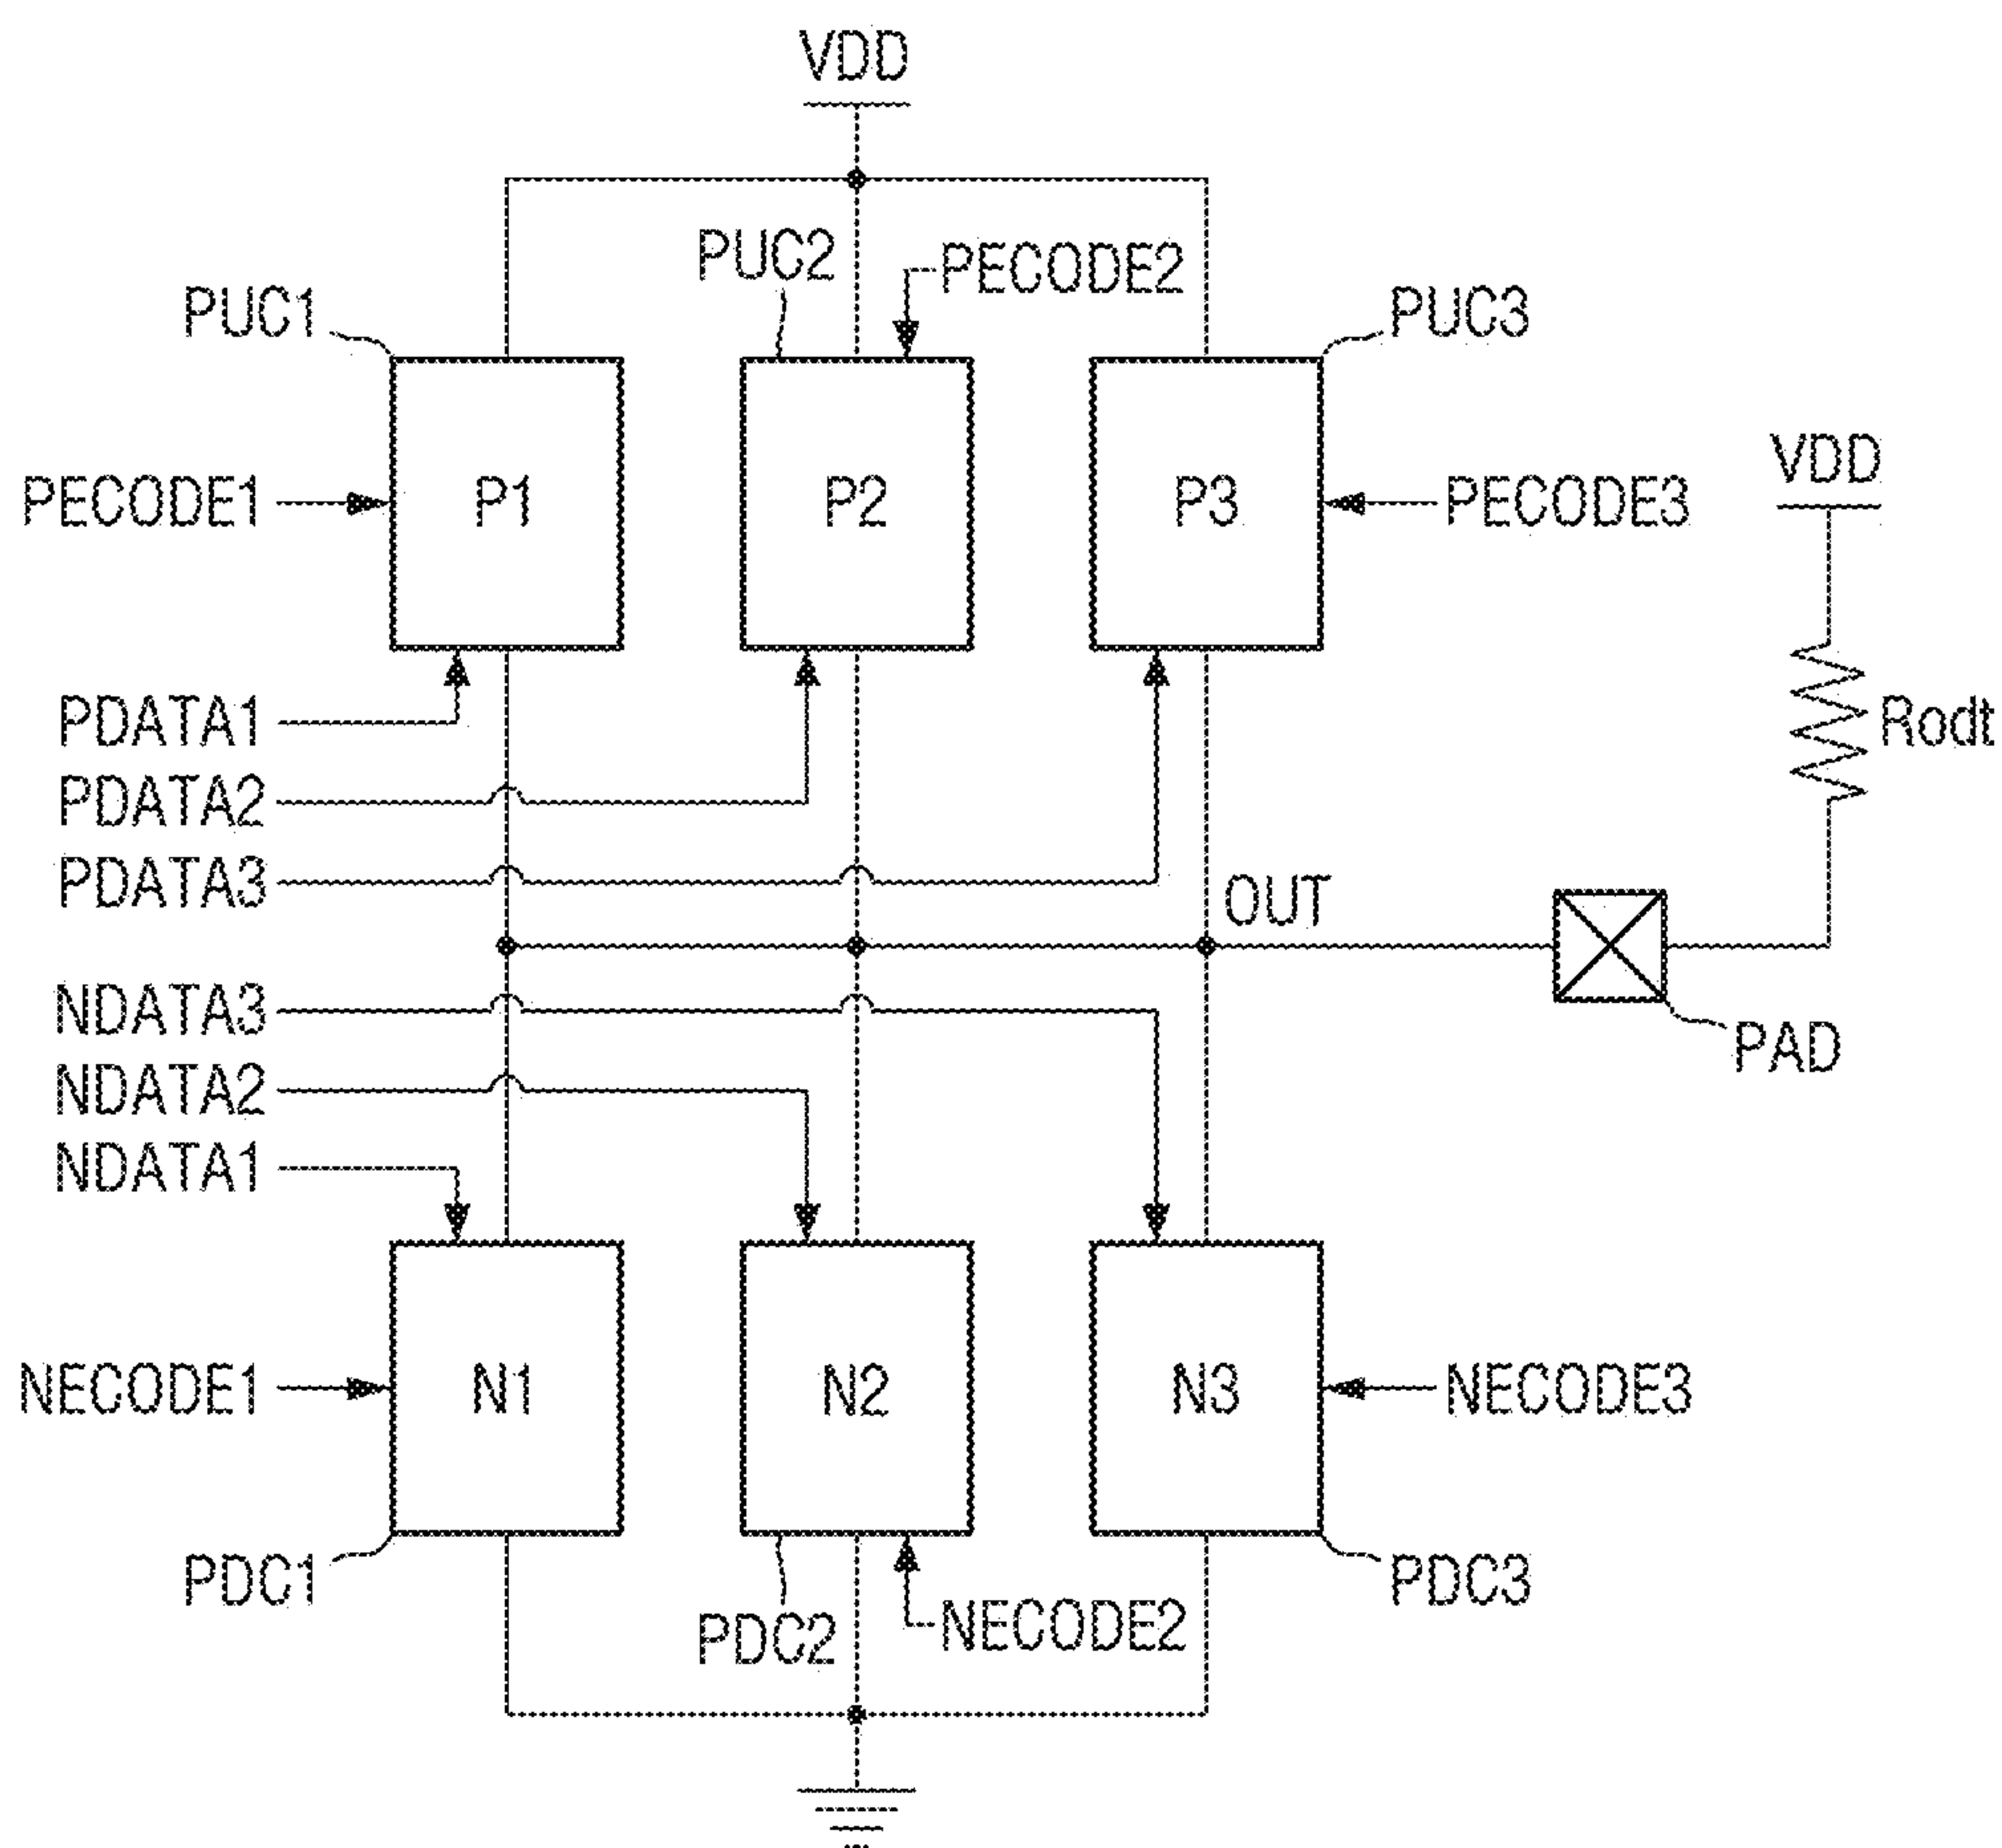 VDD
PUC2
PECODE2
PUC1
PUC3
VDD
PECODE1
P1
P2
P3
PECODE3
Rodt
PDATA1
PDATA2
PDATA3
OUT
NDATA3
PAD
NDATA2
NDATA1
NECODE1
N1
N2
N3
NECODE3
PDC1
PDC2
NECODE2
PDC3